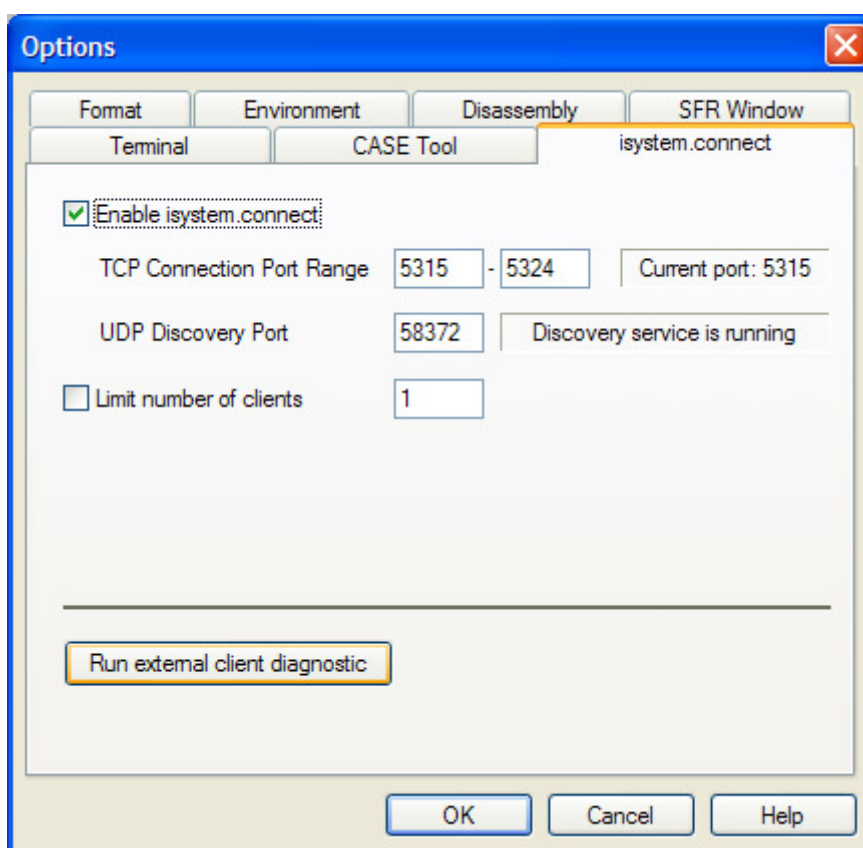 Options
Format Environment Disassembly SFR Window
Terminal CASE Tool isystem.connect
Enable isystem.connect
TCP Connection Port Range 5315 - 5324 Current port: 5315
UDP Discovery Port 58372 Discovery service is running
Limit number of clients 1
Run external client diagnostic
OK Cancel Help